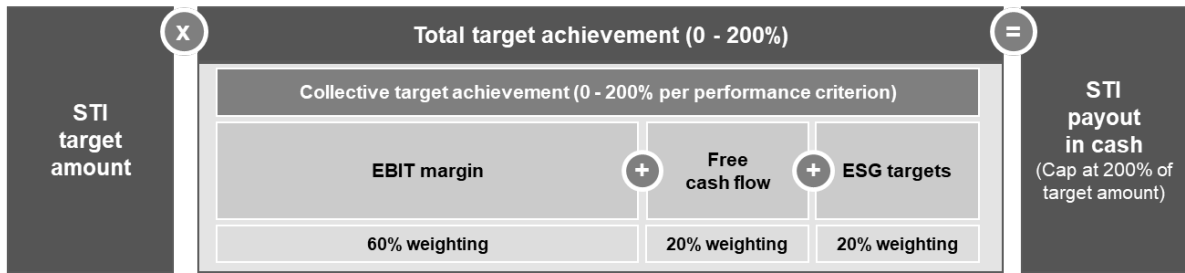 STI
target
amount
x
Total target achievement (0 - 200%)
=
STI
payout
in cash
(Cap at 200% of
target amount)
Collective target achievement (0 - 200% per performance criterion)
EBIT margin
+
Free
cash flow
+
ESG targets
60% weighting
20% weighting
20% weighting